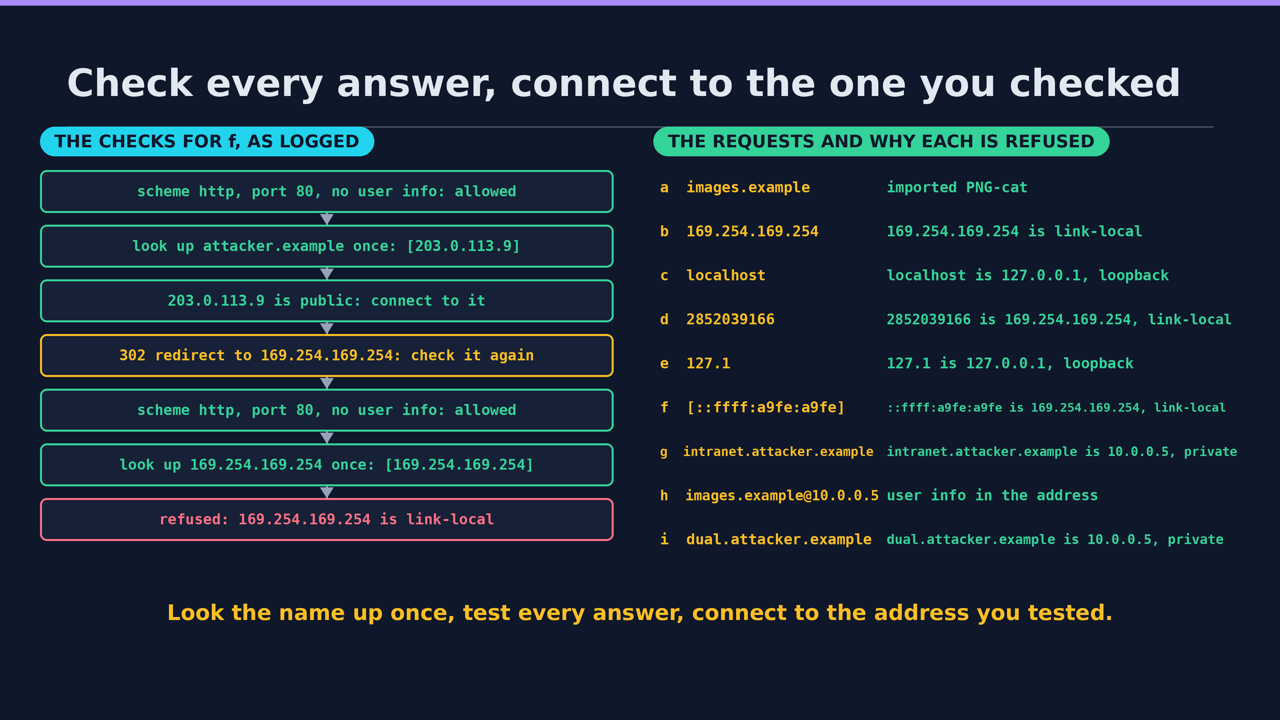 Check every answer, connect to the one you checked
THE CHECKS FOR f, AS LOGGED
scheme http, port 80, no user info: allowed
look up attacker.example once: [203.0.113.9]
203.0.113.9 is public: connect to it
302 redirect to 169.254.169.254: check it again
scheme http, port 80, no user info: allowed
look up 169.254.169.254 once: [169.254.169.254]
refused: 169.254.169.254 is link-local
THE REQUESTS AND WHY EACH IS REFUSED
a images.example imported PNG-cat
b 169.254.169.254 169.254.169.254 is link-local
c localhost localhost is 127.0.0.1, loopback
d 2852039166 2852039166 is 169.254.169.254, link-local
e 127.1 127.1 is 127.0.0.1, loopback
f [::ffff:a9fe:a9fe] ::ffff:a9fe:a9fe is 169.254.169.254, link-local
g intranet.attacker.example intranet.attacker.example is 10.0.0.5, private
h images.example@10.0.0.5 user info in the address
i dual.attacker.example dual.attacker.example is 10.0.0.5, private
Look the name up once, test every answer, connect to the address you tested.